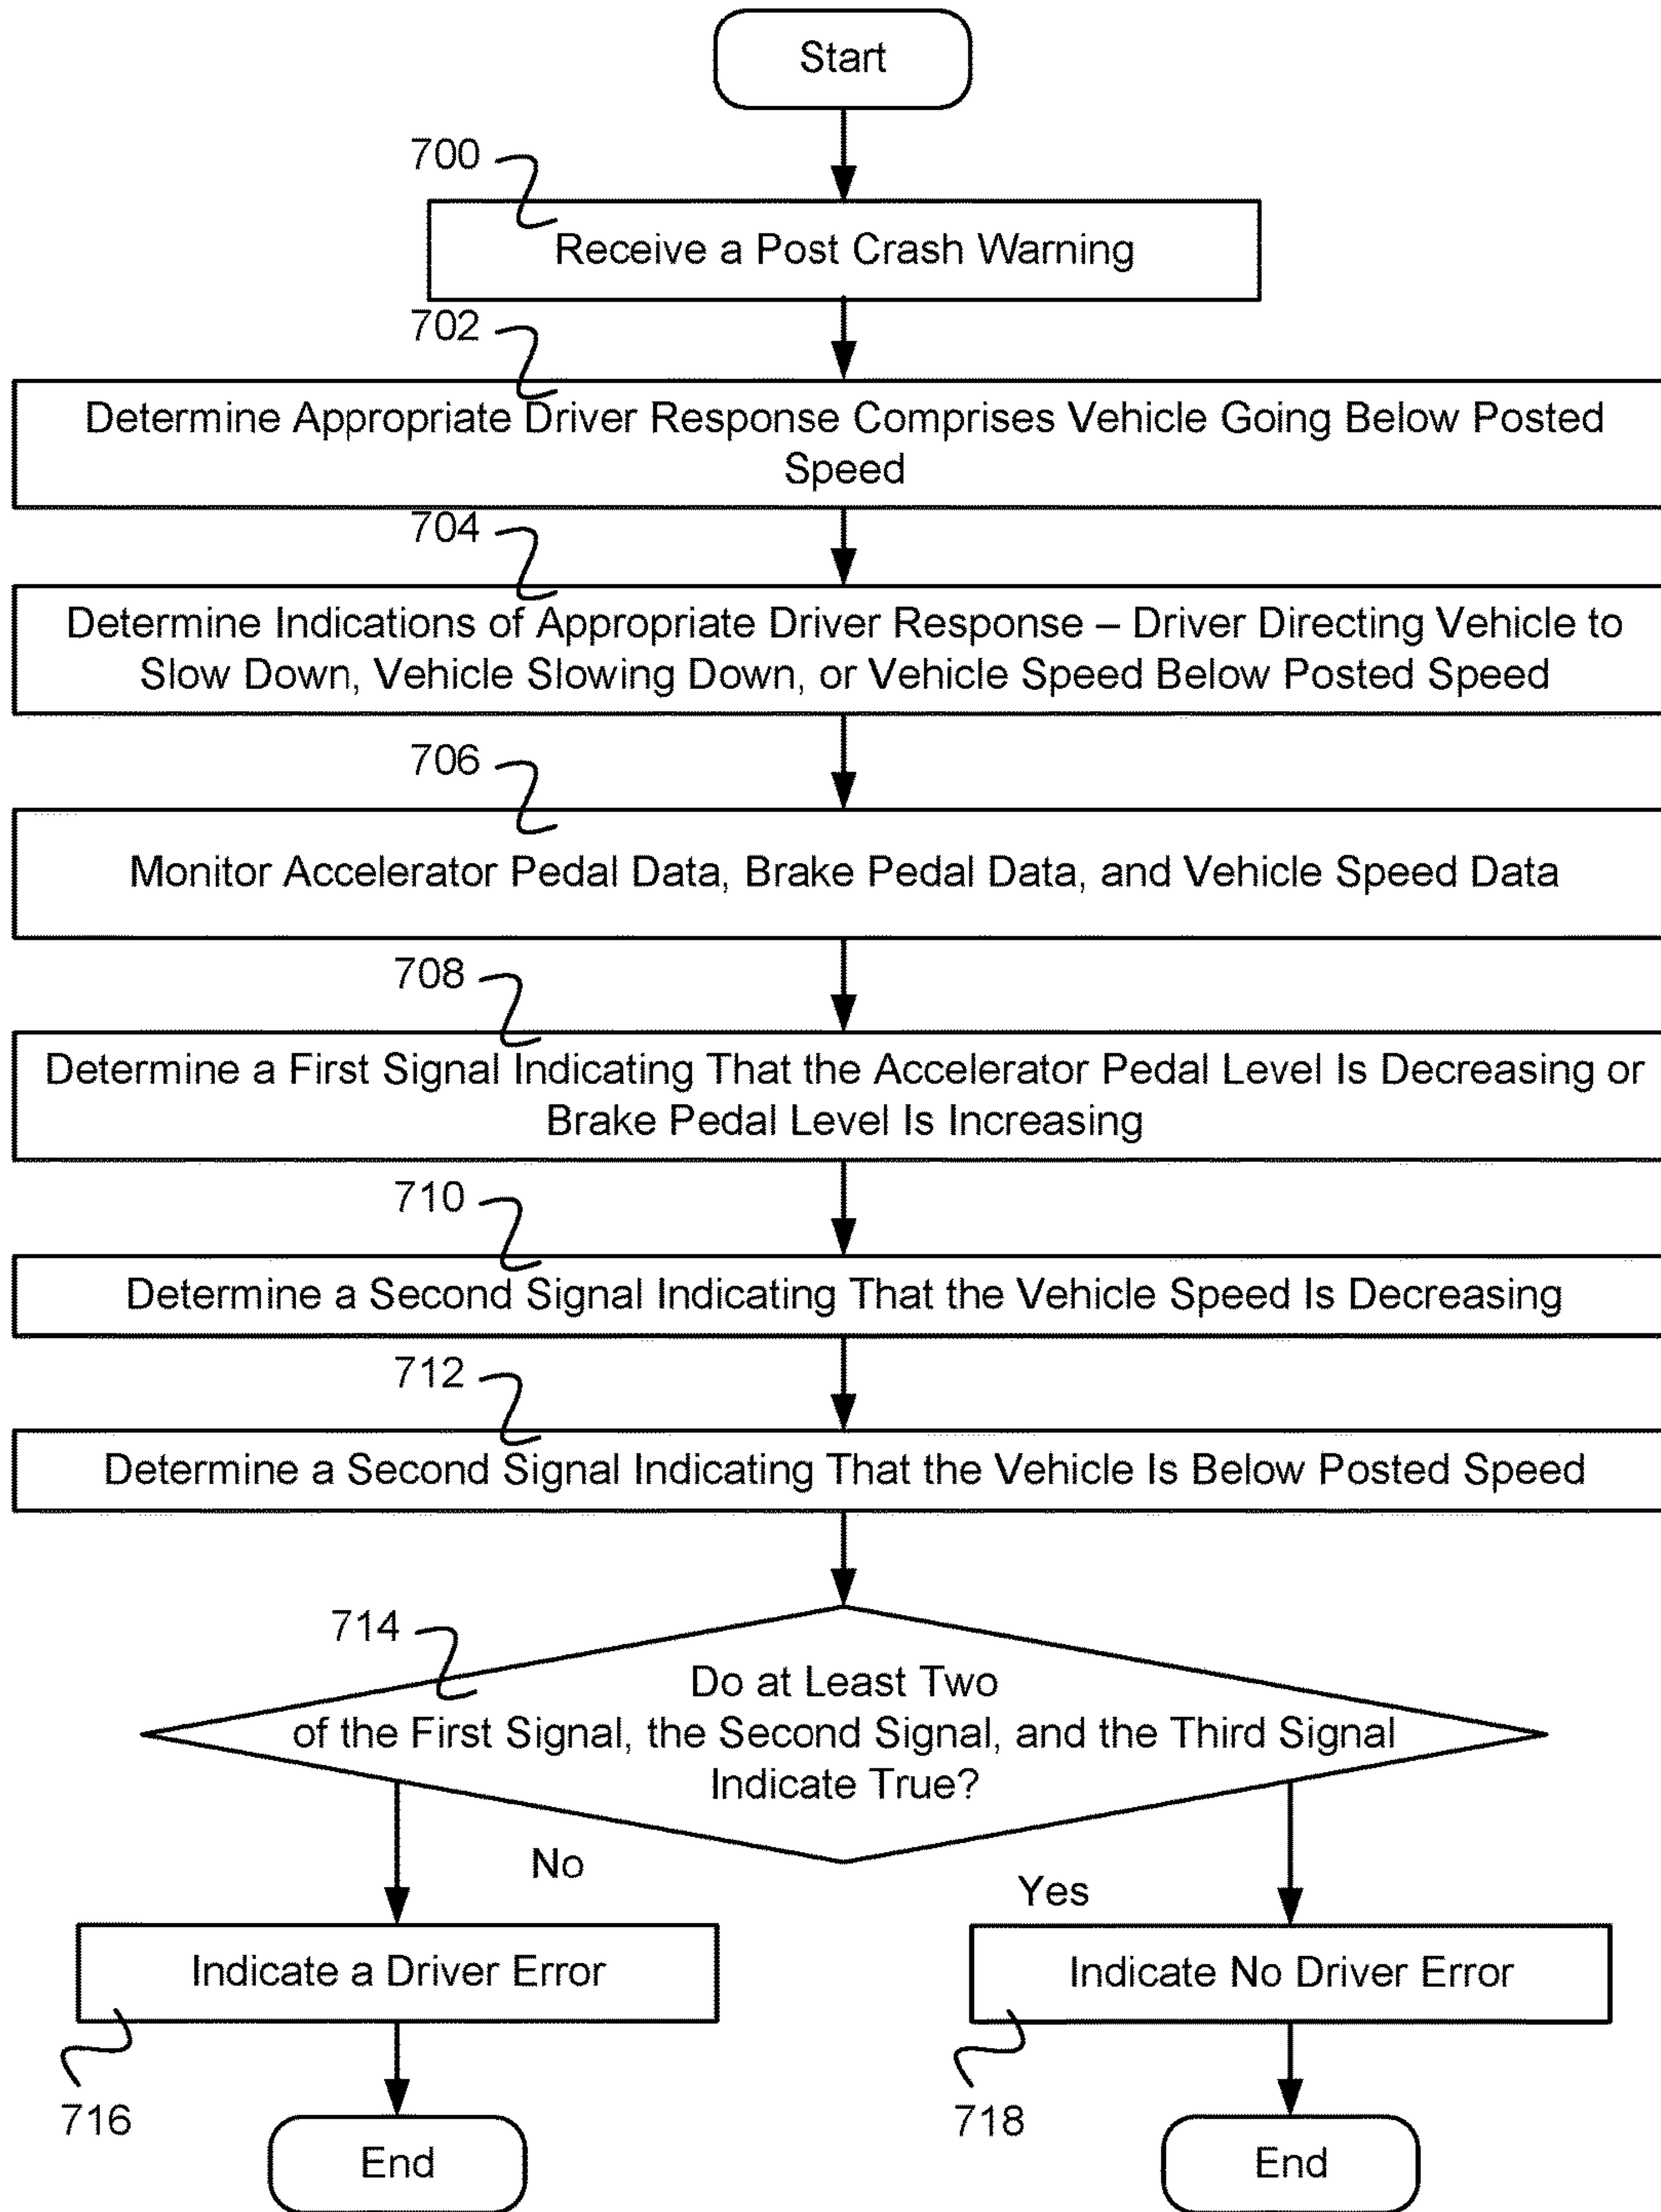 Start
700
Receive a Post Crash Warning
702
Determine Appropriate Driver Response Comprises Vehicle Going Below Posted
Speed
704
Determine Indications of Appropriate Driver Response – Driver Directing Vehicle to
Slow Down, Vehicle Slowing Down, or Vehicle Speed Below Posted Speed
706
Monitor Accelerator Pedal Data, Brake Pedal Data, and Vehicle Speed Data
708
Determine a First Signal Indicating That the Accelerator Pedal Level Is Decreasing or
Brake Pedal Level Is Increasing
710
Determine a Second Signal Indicating That the Vehicle Speed Is Decreasing
712
Determine a Second Signal Indicating That the Vehicle Is Below Posted Speed
714
Do at Least Two
of the First Signal, the Second Signal, and the Third Signal
Indicate True?
No
Yes
Indicate a Driver Error
Indicate No Driver Error
716
718
End
End